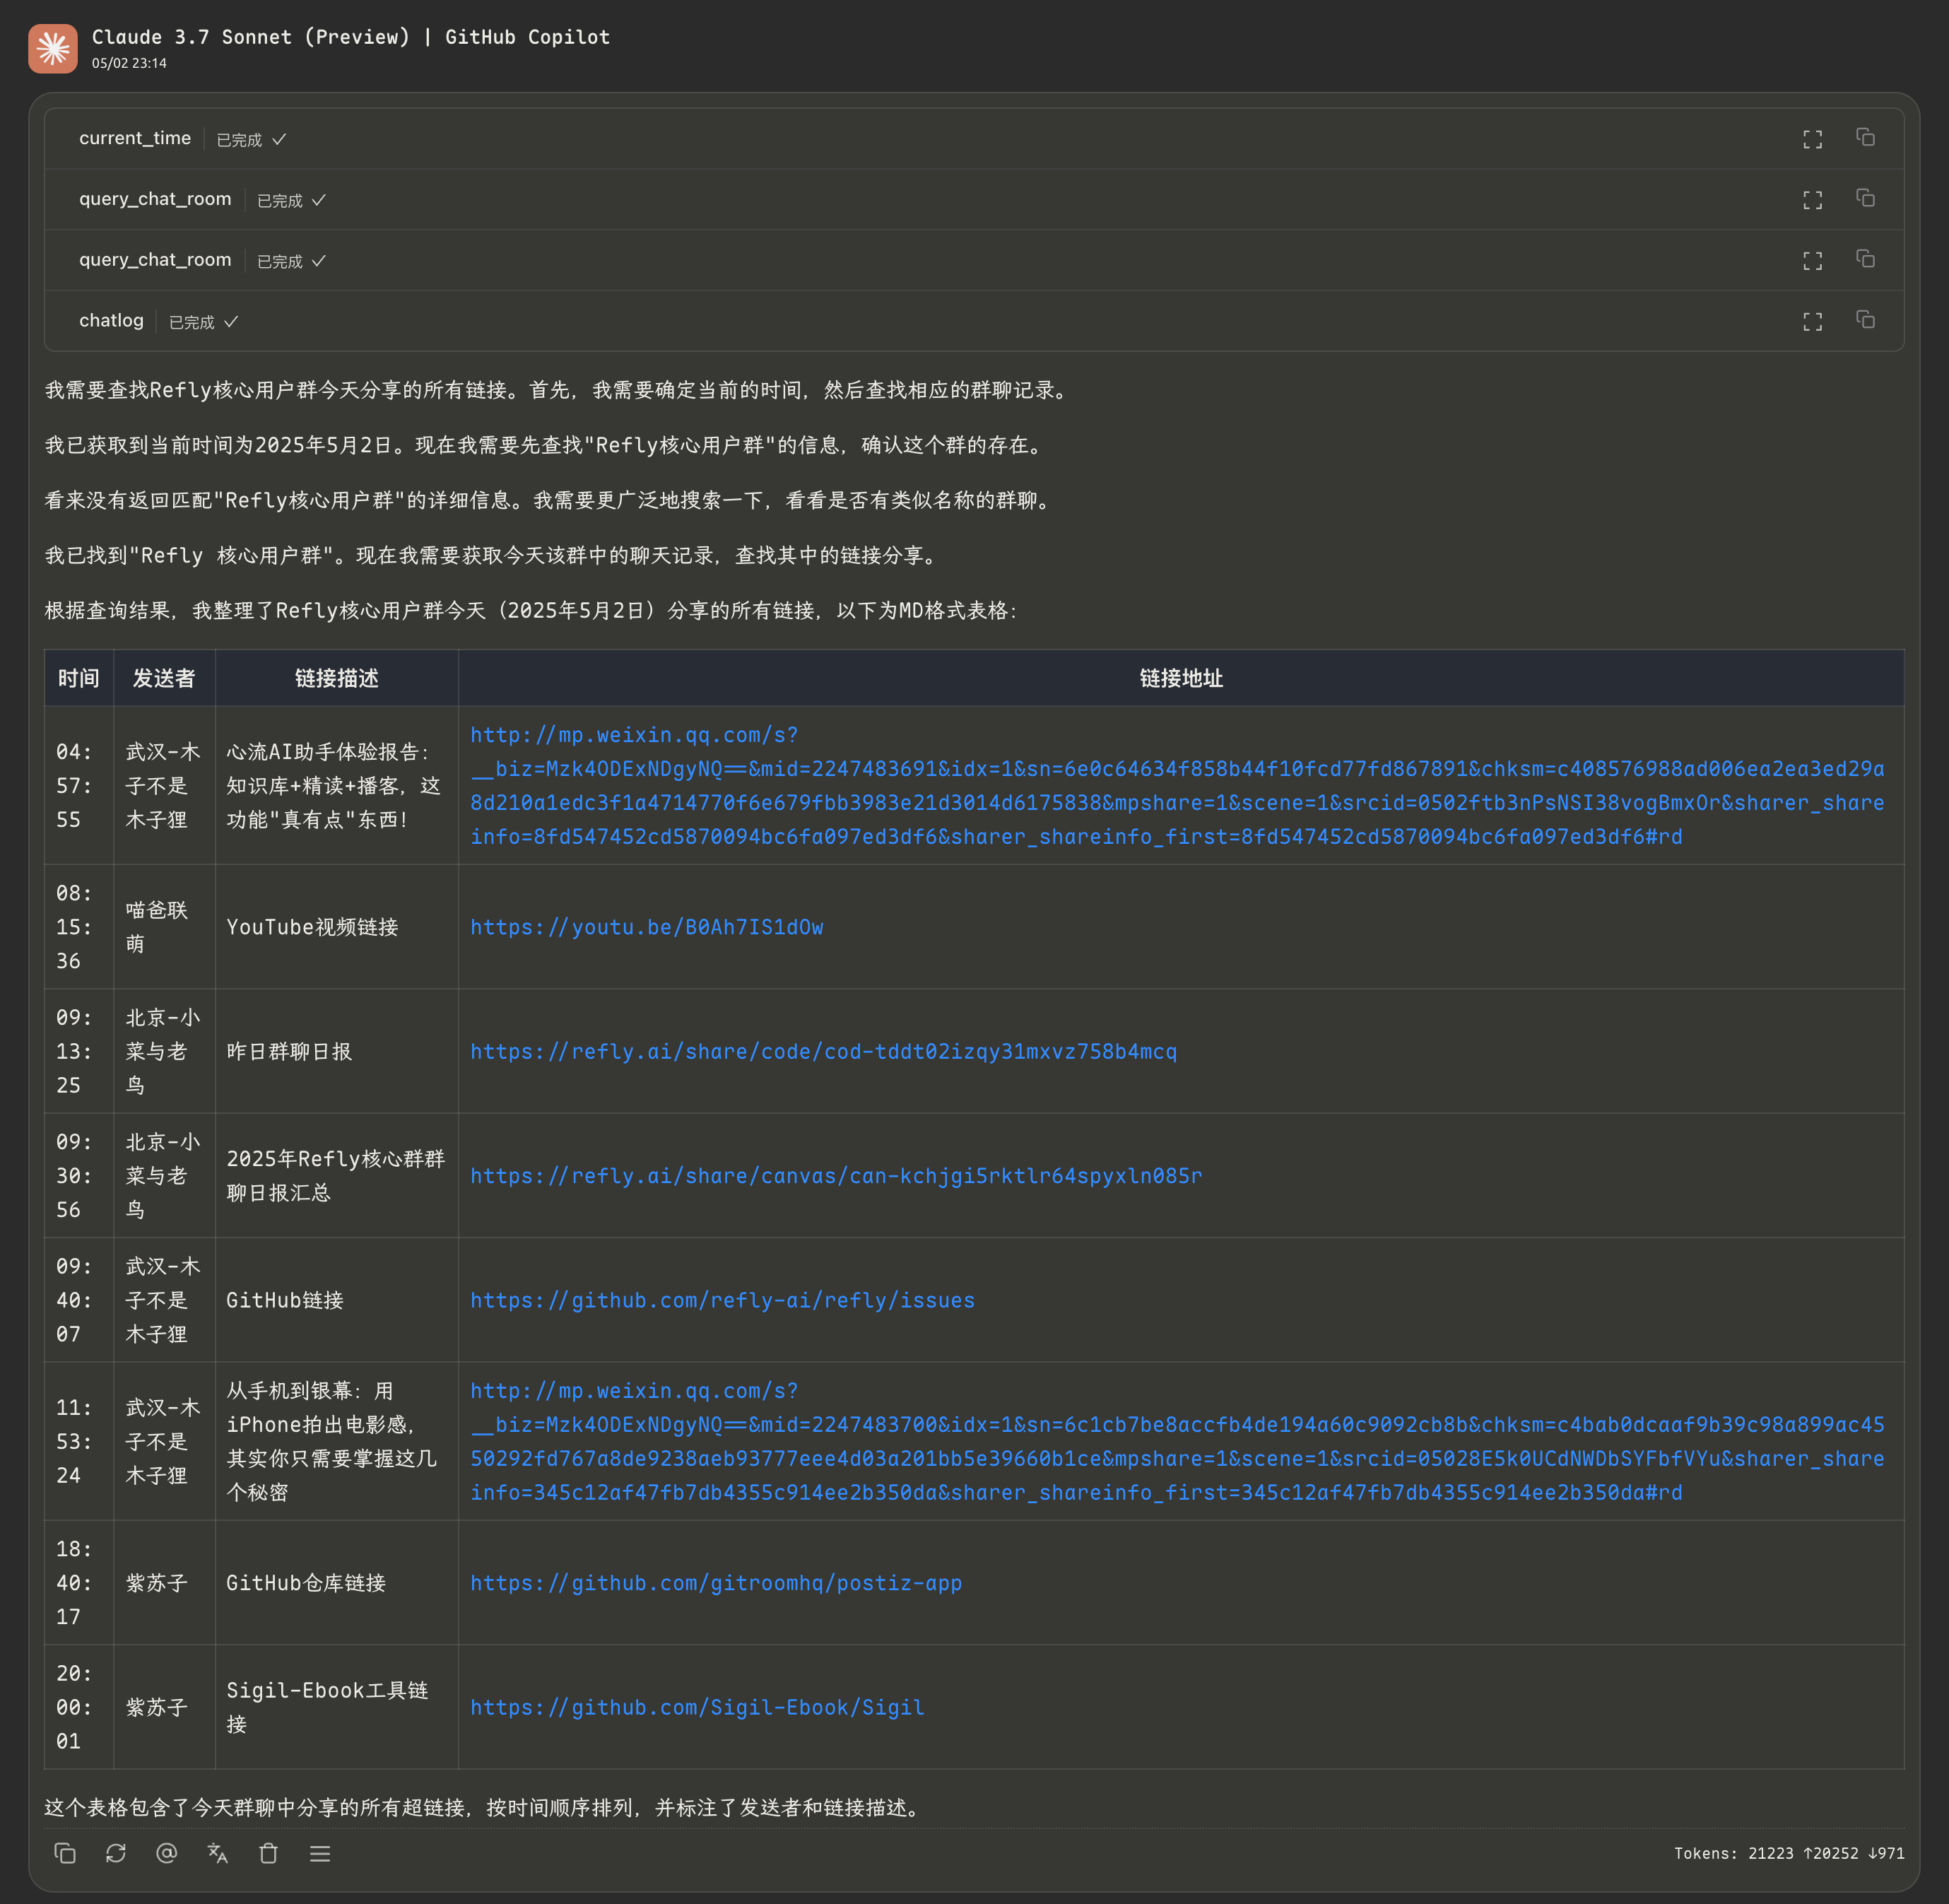 Claude 3.7 Sonnet (Preview) | GitHub Copilot
05/02 23:14
current_time 已完成
query_chat_room 已完成
query_chat_room 已完成
chatlog 已完成
我需要查找Refly核心用户群今天分享的所有链接。首先，我需要确定当前的时间，然后查找相应的群聊记录。
我已获取到当前时间为2025年5月2日。现在我需要先查找"Refly核心用户群"的信息，确认这个群的存在。
看来没有返回匹配"Refly核心用户群"的详细信息。我需要更广泛地搜索一下，看看是否有类似名称的群聊。
我已找到"Refly 核心用户群"。现在我需要获取今天该群中的聊天记录，查找其中的链接分享。
根据查询结果，我整理了Refly核心用户群今天（2025年5月2日）分享的所有链接，以下为MD格式表格：
时间 发送者 链接描述 链接地址
04:
57:
55
武汉-木
子不是
木子狸
心流AI助手体验报告：
知识库+精读+播客，这
功能"真有点"东西！
http://mp.weixin.qq.com/s?
__biz=Mzk4ODExNDgyNQ==&mid=2247483691&idx=1&sn=6e0c64634f858b44f10fcd77fd867891&chksm=c408576988ad006ea2ea3ed29a
8d210a1edc3f1a4714770f6e679fbb3983e21d3014d6175838&mpshare=1&scene=1&srcid=0502ftb3nPsNSI38vogBmxOr&sharer_share
info=8fd547452cd5870094bc6fa097ed3df6&sharer_shareinfo_first=8fd547452cd5870094bc6fa097ed3df6#rd
08:
15:
36
喵爸联
萌
YouTube视频链接
https://youtu.be/B0Ah7IS1dOw
09:
13:
25
北京-小
菜与老
鸟
昨日群聊日报
https://refly.ai/share/code/cod-tddt02izqy31mxvz758b4mcq
09:
30:
56
北京-小
菜与老
鸟
2025年Refly核心群群
聊日报汇总
https://refly.ai/share/canvas/can-kchjgi5rktlr64spyxln085r
09:
40:
07
武汉-木
子不是
木子狸
GitHub链接
https://github.com/refly-ai/refly/issues
11:
53:
24
武汉-木
子不是
木子狸
从手机到银幕：用
iPhone拍出电影感，
其实你只需要掌握这几
个秘密
http://mp.weixin.qq.com/s?
__biz=Mzk4ODExNDgyNQ==&mid=2247483700&idx=1&sn=6c1cb7be8accfb4de194a60c9092cb8b&chksm=c4bab0dcaaf9b39c98a899ac45
50292fd767a8de9238aeb93777eee4d03a201bb5e39660b1ce&mpshare=1&scene=1&srcid=05028E5k0UCdNWDbSYFbfVYu&sharer_share
info=345c12af47fb7db4355c914ee2b350da&sharer_shareinfo_first=345c12af47fb7db4355c914ee2b350da#rd
18:
40:
17
紫苏子
GitHub仓库链接
https://github.com/gitroomhq/postiz-app
20:
00:
01
紫苏子
Sigil-Ebook工具链
接
https://github.com/Sigil-Ebook/Sigil
这个表格包含了今天群聊中分享的所有超链接，按时间顺序排列，并标注了发送者和链接描述。
Tokens: 21223 ↑20252 ↓971